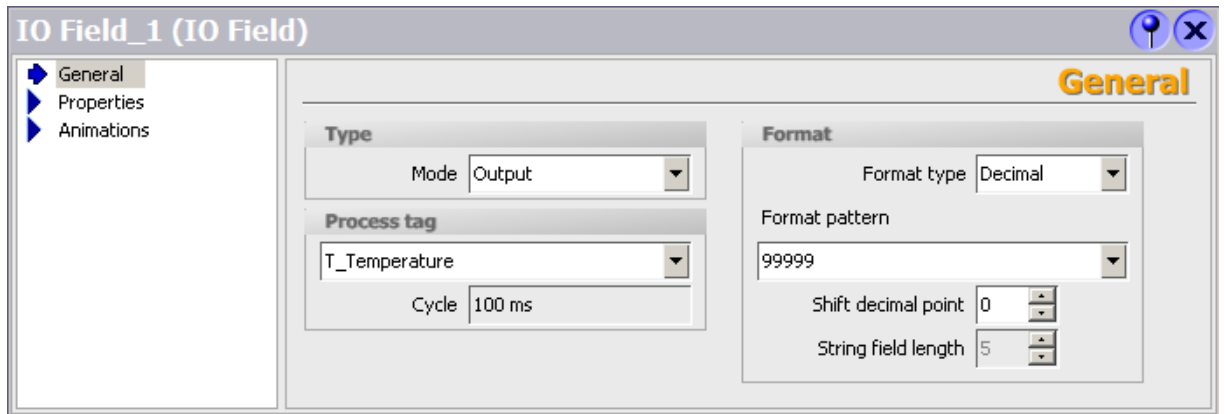 IO Field_1 (IO Field)
General
Properties
Animations
General
Type
Mode Output
Process tag
T_Temperature
Cycle 100 ms
Format
Format type Decimal
Format pattern
99999
Shift decimal point 0
String field length 5